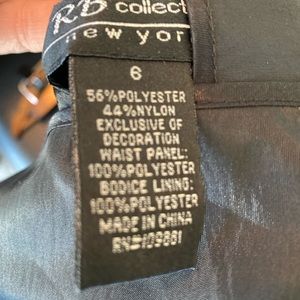 RB collect
new yor
6
56%POLYESTER
44%NYLON
EXCLUSIVE OF
DECORATION
WAIST PANEL:
100%POLYESTER
BODICE LINING:
100%POLYESTER
MADE IN CHINA
RN#109881